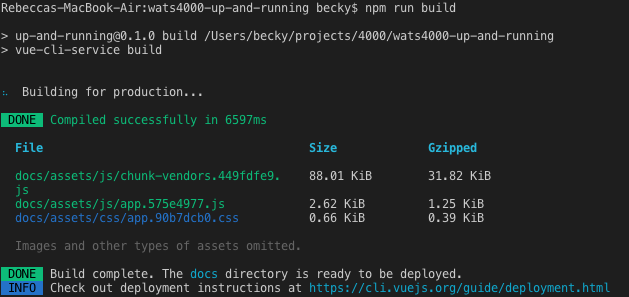 Rebeccas-MacBook-Air:wats4000-up-and-running becky$ npm run build
> up-and-running@0.1.0 build /Users/becky/projects/4000/wats4000-up-and-running
> vue-cli-service build
Building for production...
DONE Compiled successfully in 6597ms
File Size Gzipped
docs/assets/js/chunk-vendors.449fdfe9. 88.01 KiB 31.82 KiB
js
docs/assets/js/app.575e4977.js 2.62 KiB 1.25 KiB
docs/assets/css/app.90b7dcb0.css 0.66 KiB 0.39 KiB
Images and other types of assets omitted.
DONE Build complete. The docs directory is ready to be deployed.
INFO Check out deployment instructions at https://cli.vuejs.org/guide/deployment.html